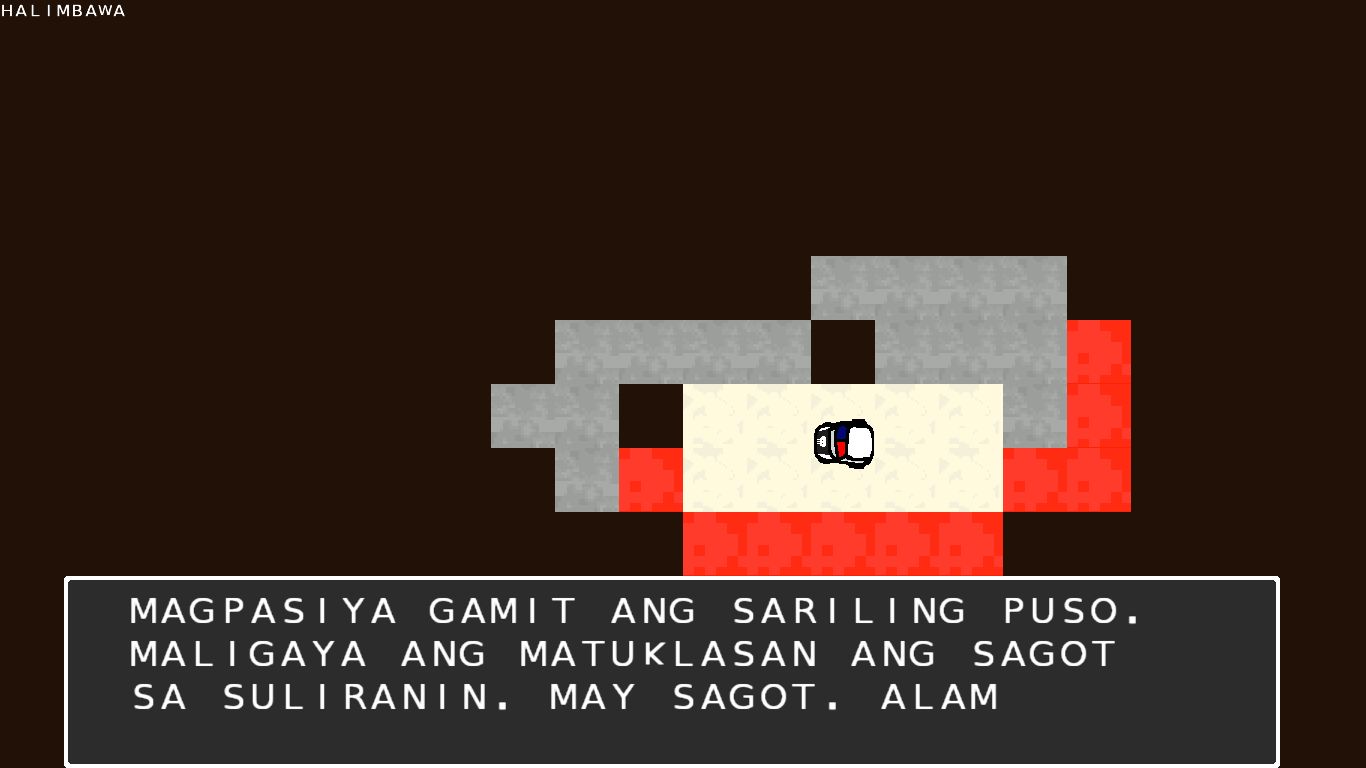 HALIMBAWA
MAGPASIYA GAMIT ANG SARILING PUSO.
MALIGAYA ANG MATUKLASAN ANG SAGOT
SA SULIRANIN. MAY SAGOT. ALAM